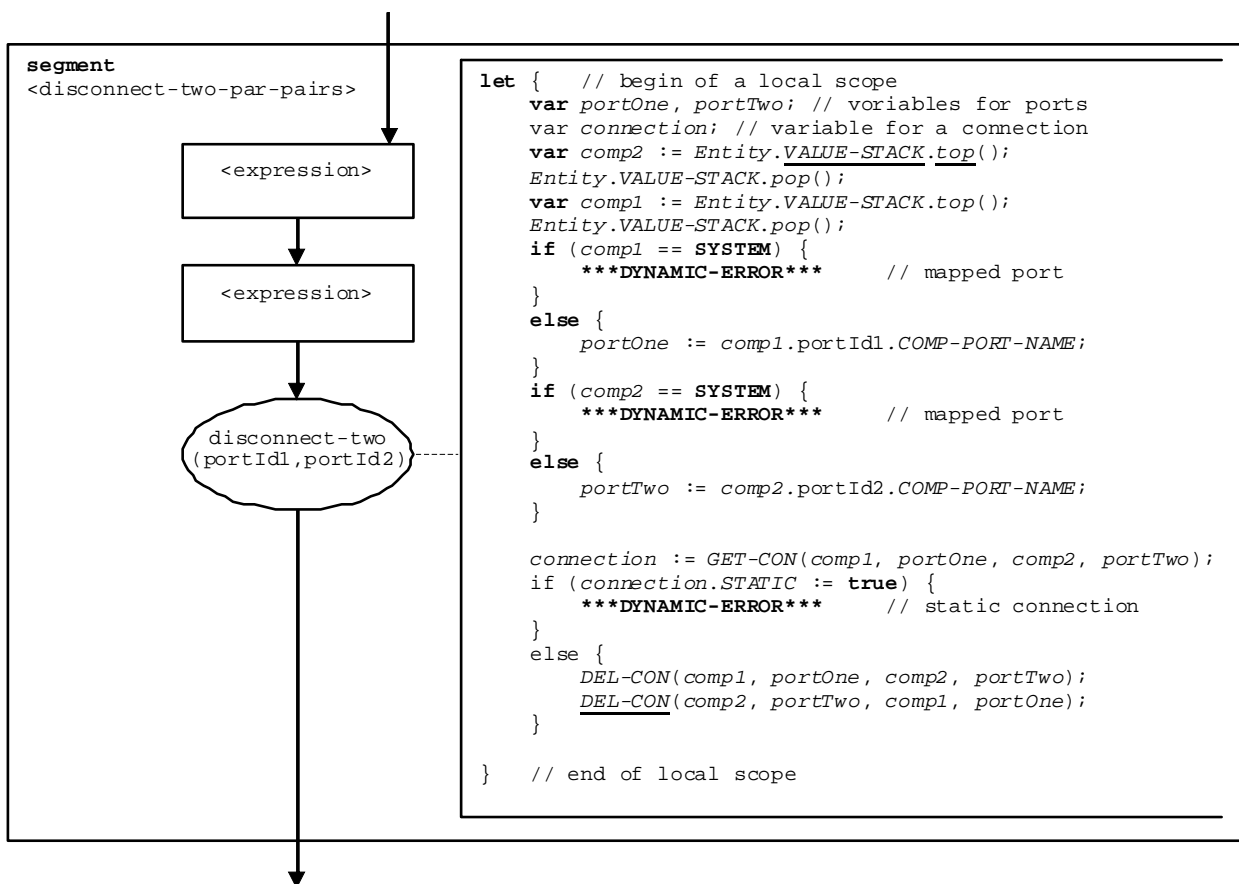 segment
<disconnect-two-par-pairs>
<expression>
<expression>
disconnect-two
(portId1,portId2)
let { // begin of a local scope
var portOne, portTwo; // voriables for ports
var connection; // variable for a connection
var comp2 := Entity.VALUE-STACK.top();
Entity.VALUE-STACK.pop();
var comp1 := Entity.VALUE-STACK.top();
Entity.VALUE-STACK.pop();
if (comp1 == SYSTEM) {
***DYNAMIC-ERROR*** // mapped port
}
else {
portOne := comp1.portId1.COMP-PORT-NAME;
}
if (comp2 == SYSTEM) {
***DYNAMIC-ERROR*** // mapped port
}
else {
portTwo := comp2.portId2.COMP-PORT-NAME;
}
connection := GET-CON(comp1, portOne, comp2, portTwo);
if (connection.STATIC := true) {
***DYNAMIC-ERROR*** // static connection
}
else {
DEL-CON(comp1, portOne, comp2, portTwo);
DEL-CON(comp2, portTwo, comp1, portOne);
}
} // end of local scope